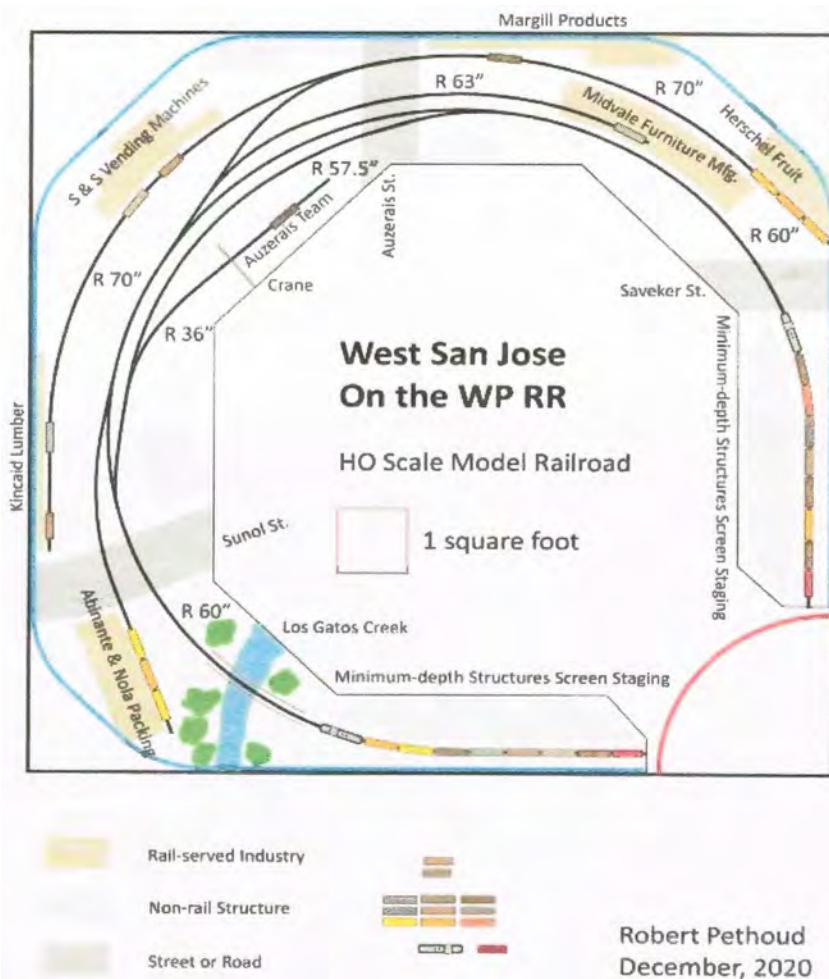 Margill Products
R 63"
R 70"
S & S Vending Machines
Midvale Furniture Mfg.
Herschel Fruit
R 57.5"
Auzerais Team
Auzerais St.
R 60"
R 70"
Crane
Saveker St.
R 36"
West San Jose
On the WP RR
HO Scale Model Railroad
1 square foot
Minimum-depth Structures Screen Staging
Kincaid Lumber
Sunol St.
R 60"
Los Gatos Creek
Abinante & Nola Packing
Minimum-depth Structures Screen Staging
Rail-served Industry
Non-rail Structure
Street or Road
Robert Pethoud
December, 2020